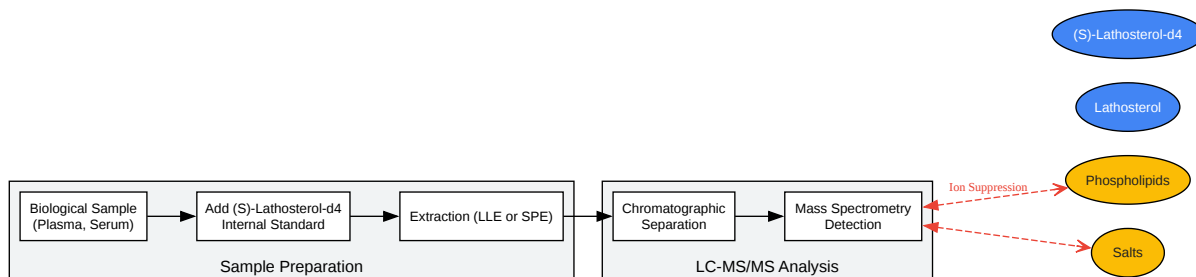 (S)-Lathosterol-d4
Lathosterol
Phospholipids
Ion Suppression
Biological Sample
(Plasma, Serum)
Add (S)-Lathosterol-d4
Internal Standard
Extraction (LLE or SPE)
Chromatographic
Separation
Mass Spectrometry
Detection
Salts
Sample Preparation
LC-MS/MS Analysis